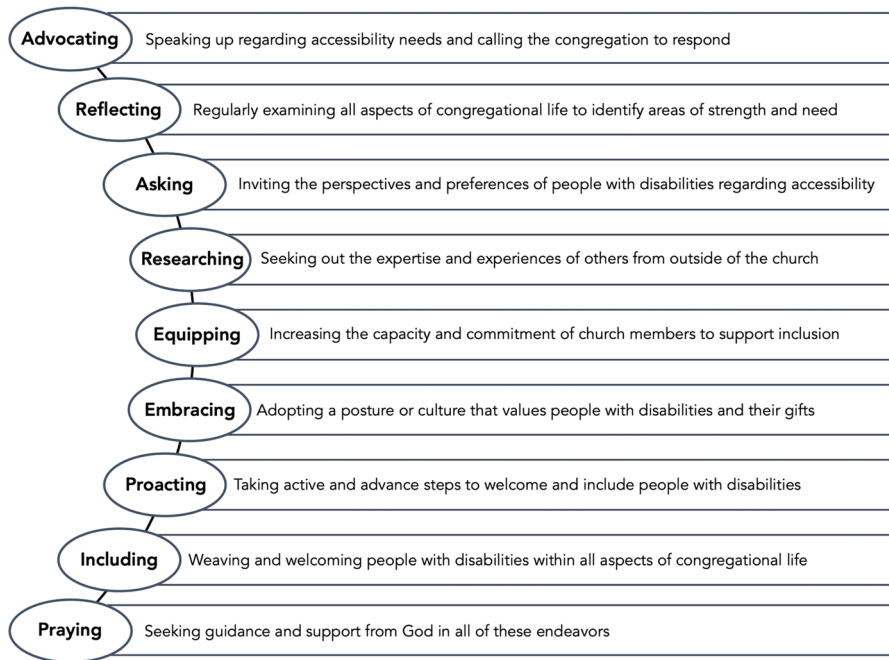 Advocating Speaking up regarding accessibility needs and calling the congregation to respond
Reflecting Regularly examining all aspects of congregational life to identify areas of strength and need
Asking Inviting the perspectives and preferences of people with disabilities regarding accessibility
Researching Seeking out the expertise and experiences of others from outside of the church
Equipping Increasing the capacity and commitment of church members to support inclusion
Embracing Adopting a posture or culture that values people with disabilities and their gifts
Proacting Taking active and advance steps to welcome and include people with disabilities
Including Weaving and welcoming people with disabilities within all aspects of congregational life
Praying Seeking guidance and support from God in all of these endeavors